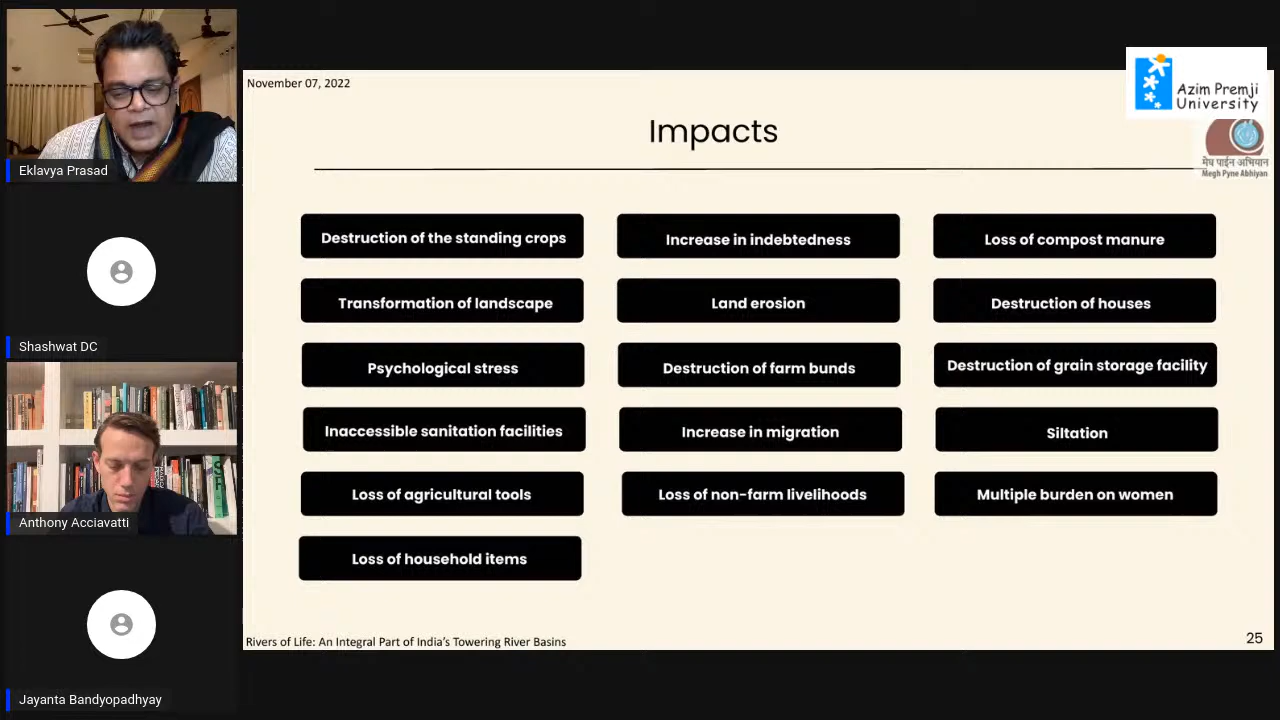 Eklavya Prasad
Shashwat DC
Anthony Acciavatti
Jayanta Bandyopadhyay
November 07, 2022
Azim Premji
University
मेघ पाईन अभियान
Megh Pyne Abhiyan
Impacts
Destruction of the standing crops
Increase in indebtedness
Loss of compost manure
Transformation of landscape
Land erosion
Destruction of houses
Psychological stress
Destruction of farm bunds
Destruction of grain storage facility
Inaccessible sanitation facilities
Increase in migration
Siltation
Loss of agricultural tools
Loss of non-farm livelihoods
Multiple burden on women
Loss of household items
Rivers of Life: An Integral Part of India’s Towering River Basins
25